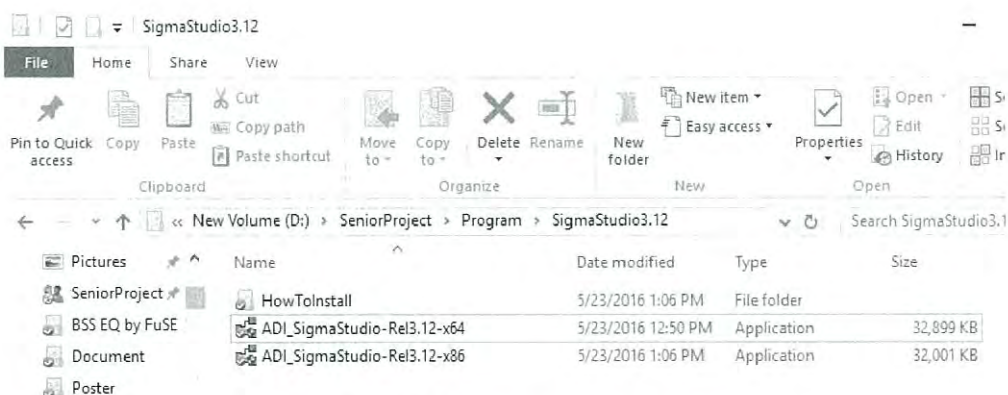 SigmaStudio3.12
File Home Share View
Pin to Quick access
Copy
Paste
Cut
Copy path
Paste shortcut
Move to
Copy to
Delete
Rename
New folder
New item
Easy access
Properties
Open
Edit
History
Clipboard Organize New Open
« New Volume (D:) > SeniorProject > Program > SigmaStudio3.12
Search SigmaStudio3.1
Name Date modified Type Size
Pictures
SeniorProject
BSS EQ by FuSE
Document
Poster
HowToInstall 5/23/2016 1:06 PM File folder
ADI_SigmaStudio-Rel3.12-x64 5/23/2016 12:50 PM Application 32,899 KB
ADI_SigmaStudio-Rel3.12-x86 5/23/2016 1:06 PM Application 32,001 KB